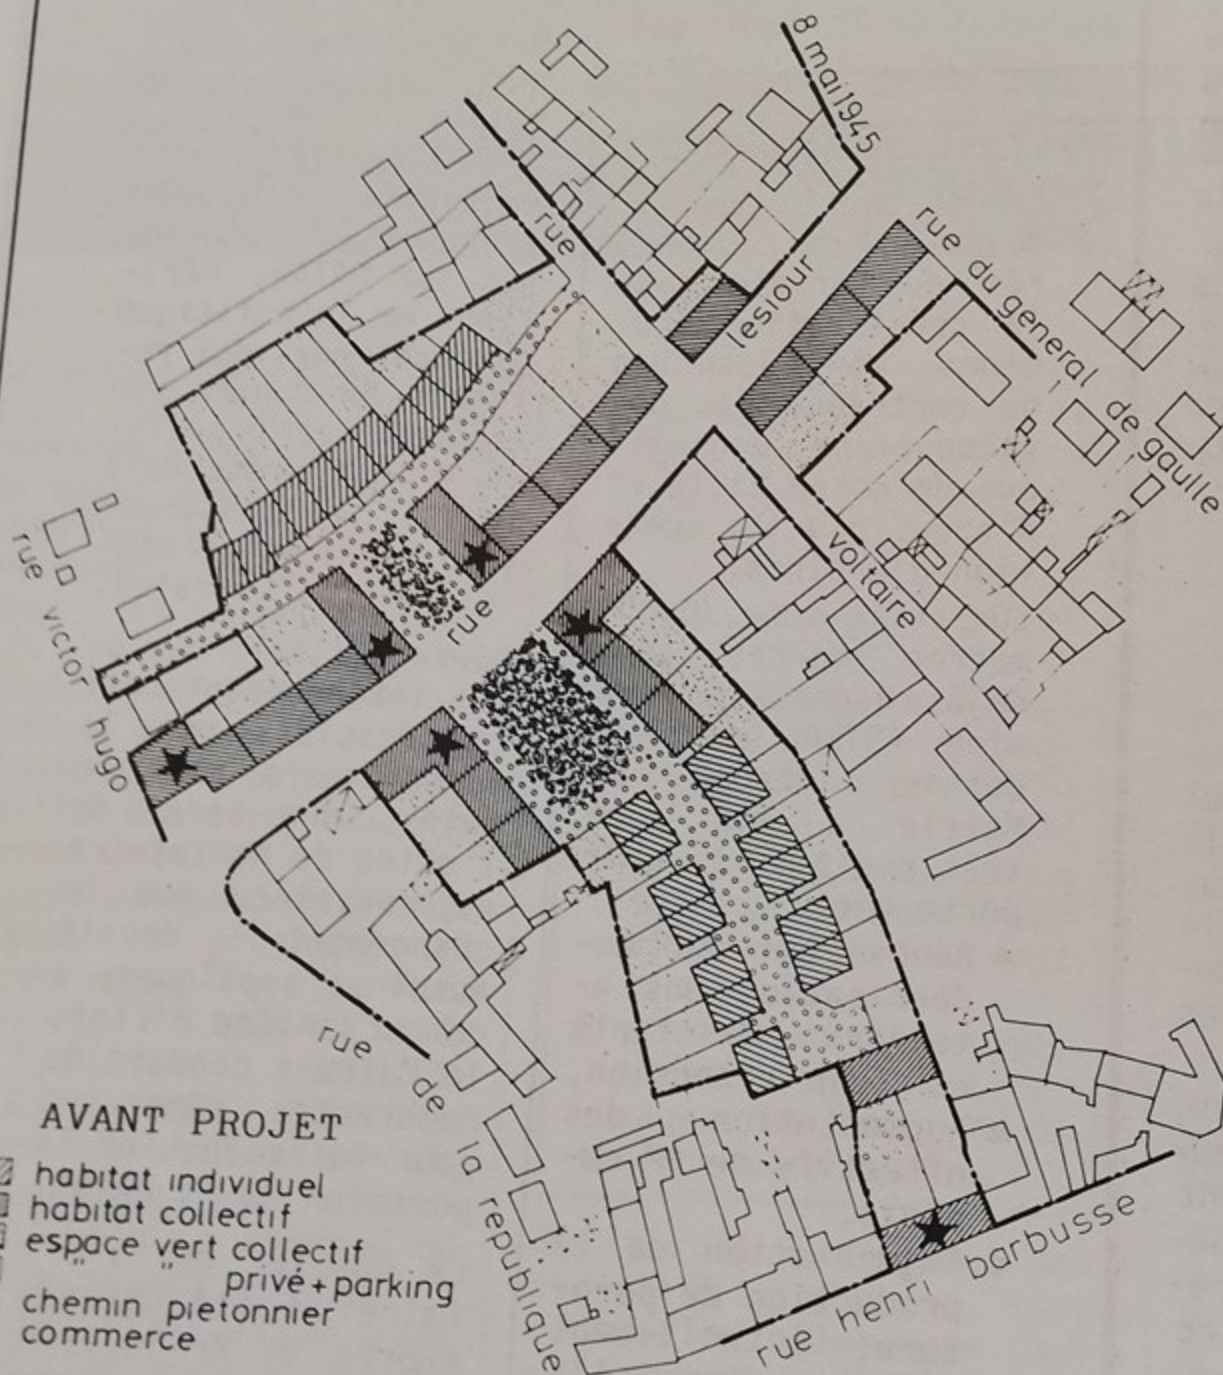 8 mai 1945
rue
lesiour
rue du general de gaulle
voltaire
rue
rue victor hugo
rue de la republique
rue henri barbusse
AVANT PROJET
habitat individuel
habitat collectif
espace vert collectif
" " privé + parking
chemin pietonnier
commerce